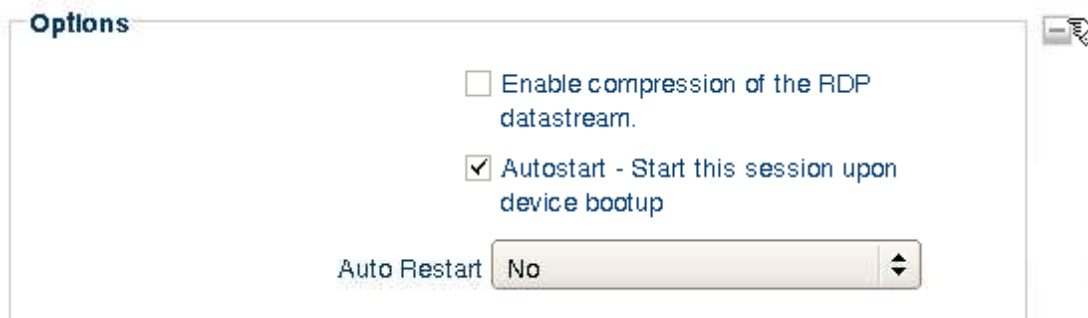 Options
Enable compression of the RDP
datastream.
Autostart - Start this session upon
device bootup
Auto Restart No